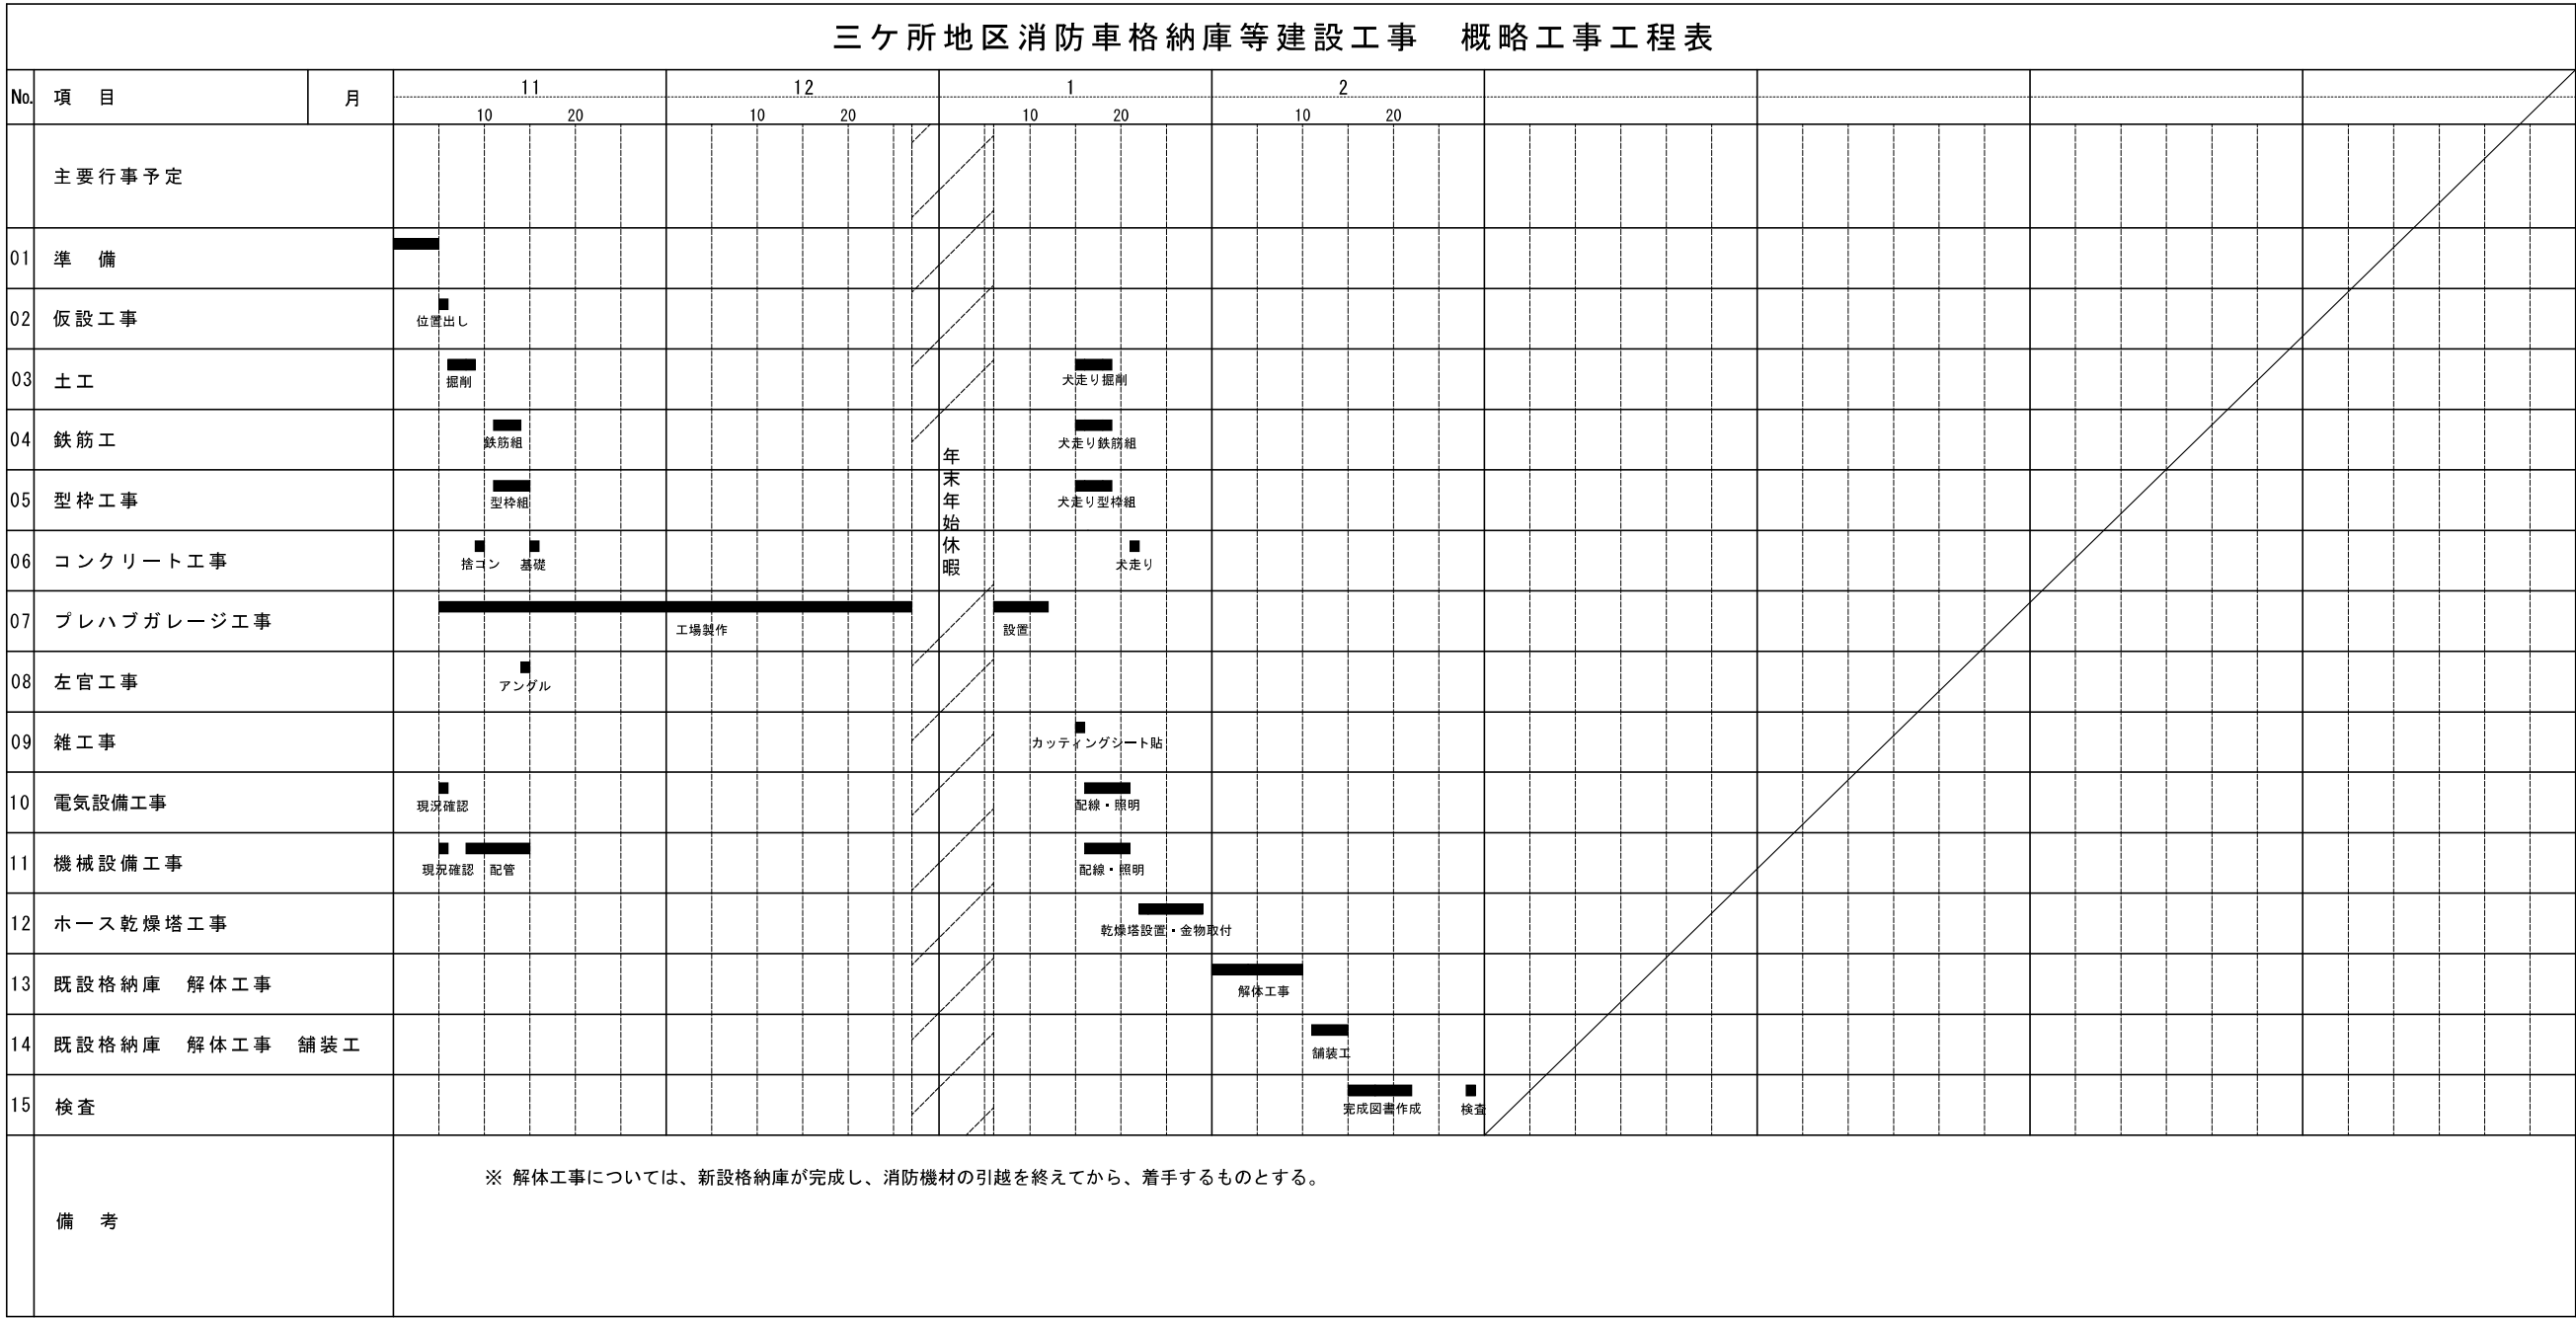 三ケ所地区消防車格納庫等建設工事　概略工事工程表
No. 項　目 月 11 12 1 2
10 20 10 20 10 20 10 20
主要行事予定
01 準　備
02 仮設工事
位置出し
03 土工
掘削 犬走り掘削
04 鉄筋工
鉄筋組 犬走り鉄筋組
05 型枠工事
型枠組 犬走り型枠組
年末年始休暇
06 コンクリート工事
捨コン 基礎 犬走り
07 プレハブガレージ工事
工場製作 設置
08 左官工事
アングル
09 雑工事
カッティングシート貼
10 電気設備工事
現況確認 配線・照明
11 機械設備工事
現況確認 配管 配線・照明
12 ホース乾燥塔工事
乾燥塔設置・金物取付
13 既設格納庫　解体工事
解体工事
14 既設格納庫　解体工事　舗装工
舗装工
15 検査
完成図書作成 検査
※ 解体工事については、新設格納庫が完成し、消防機材の引越を終えてから、着手するものとする。
備　考